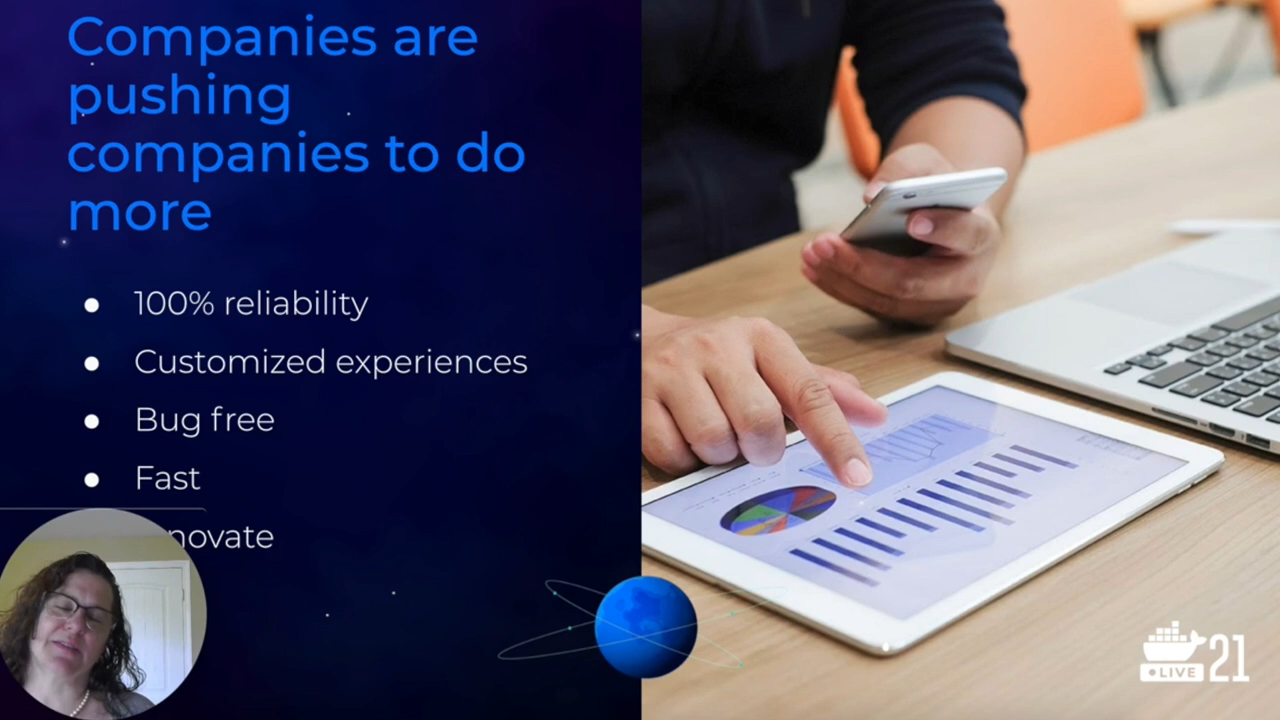 Companies are
pushing
companies to do
more
100% reliability
Customized experiences
Bug free
Fast
LIVE 21